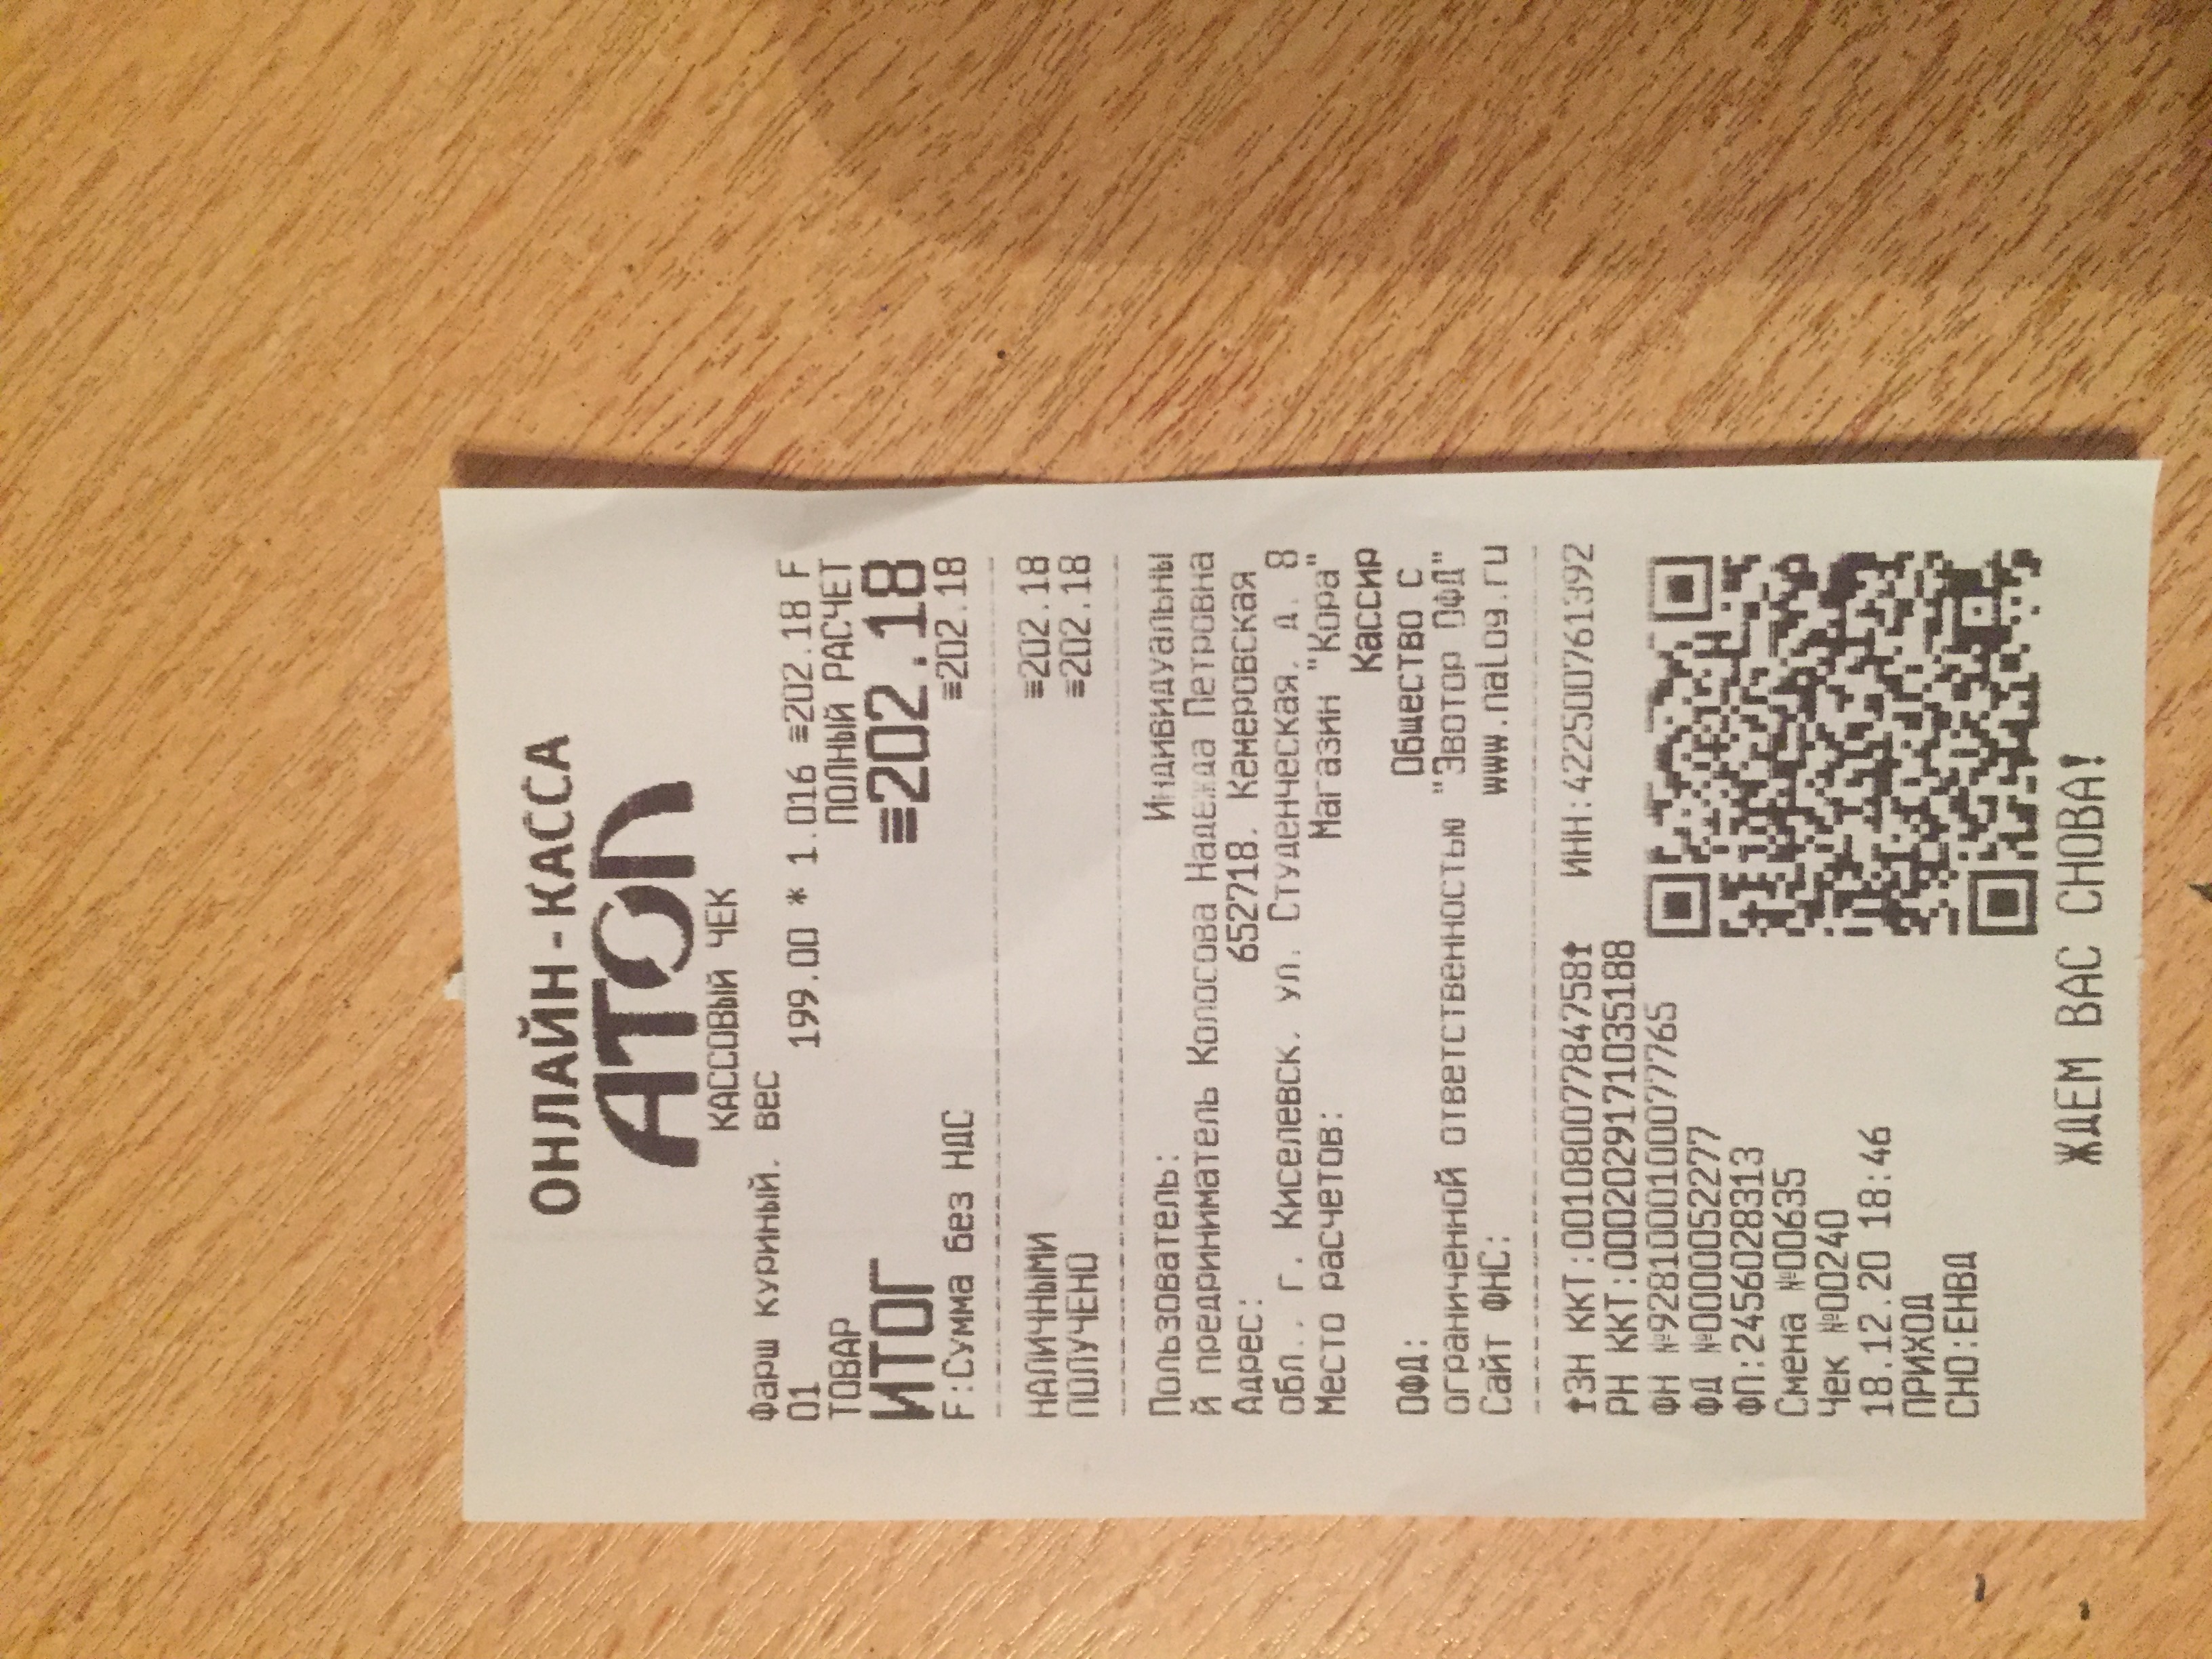 ОНЛАЙН-КАССА
АТОЛ
КАССОВЫЙ ЧЕК
Фарш куриный. вес
01 199.00 * 1.016 ≡202.18 F
ТОВАР ПОЛНЫЙ РАСЧЕТ
ИТОГ ≡202.18
F:Сумма без НДС ≡202.18
НАЛИЧНЫМИ ≡202.18
ПОЛУЧЕНО ≡202.18
Пользователь: Индивидуальны
й предприниматель Колосова Надежда Петровна
Адрес: 652718. Кемеровская
обл., г. Киселевск. ул. Студенческая. д. 8
Место расчетов: Магазин "Кора"
Кассир
ОФД: Общество с
ограниченной ответственностью "Эвотор ОФД"
Сайт ФНС: www.nalog.ru
↑ЗН ККТ:00108007784758↑ ИНН:422500761392
РН ККТ:0002029171035188
ФН №9281000100077765
ФД №0000052277
ФП:2456028313
Смена №00635
Чек №00240
18.12.20 18:46
ПРИХОД
СНО:ЕНВД
ЖДЕМ ВАС СНОВА!